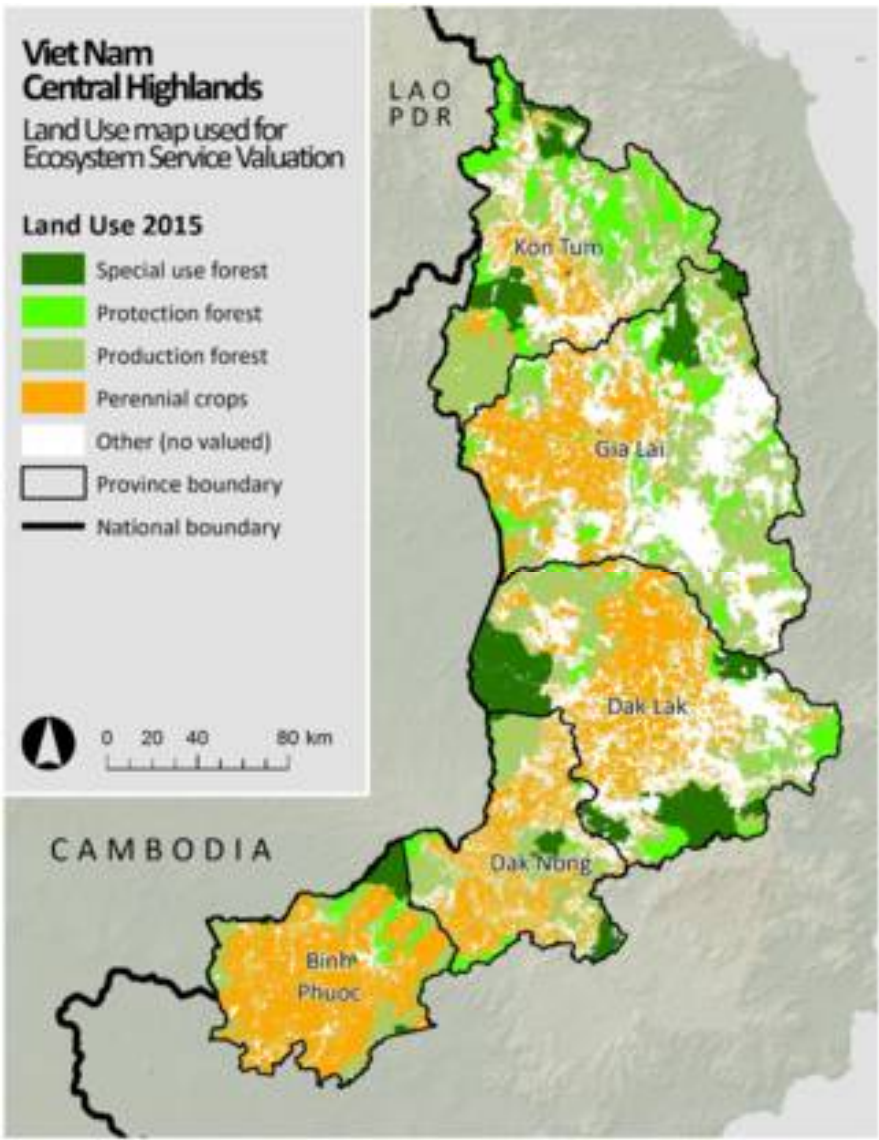 Viet Nam
Central Highlands
Land Use map used for
Ecosystem Service Valuation
Land Use 2015
Special use forest
Protection forest
Production forest
Perennial crops
Other (no valued)
Province boundary
National boundary
0 20 40 80 km
LAO
PDR
Kon Tum
Gia Lai
Dak Lak
CAMBODIA
Dak Nong
Binh
Phuoc